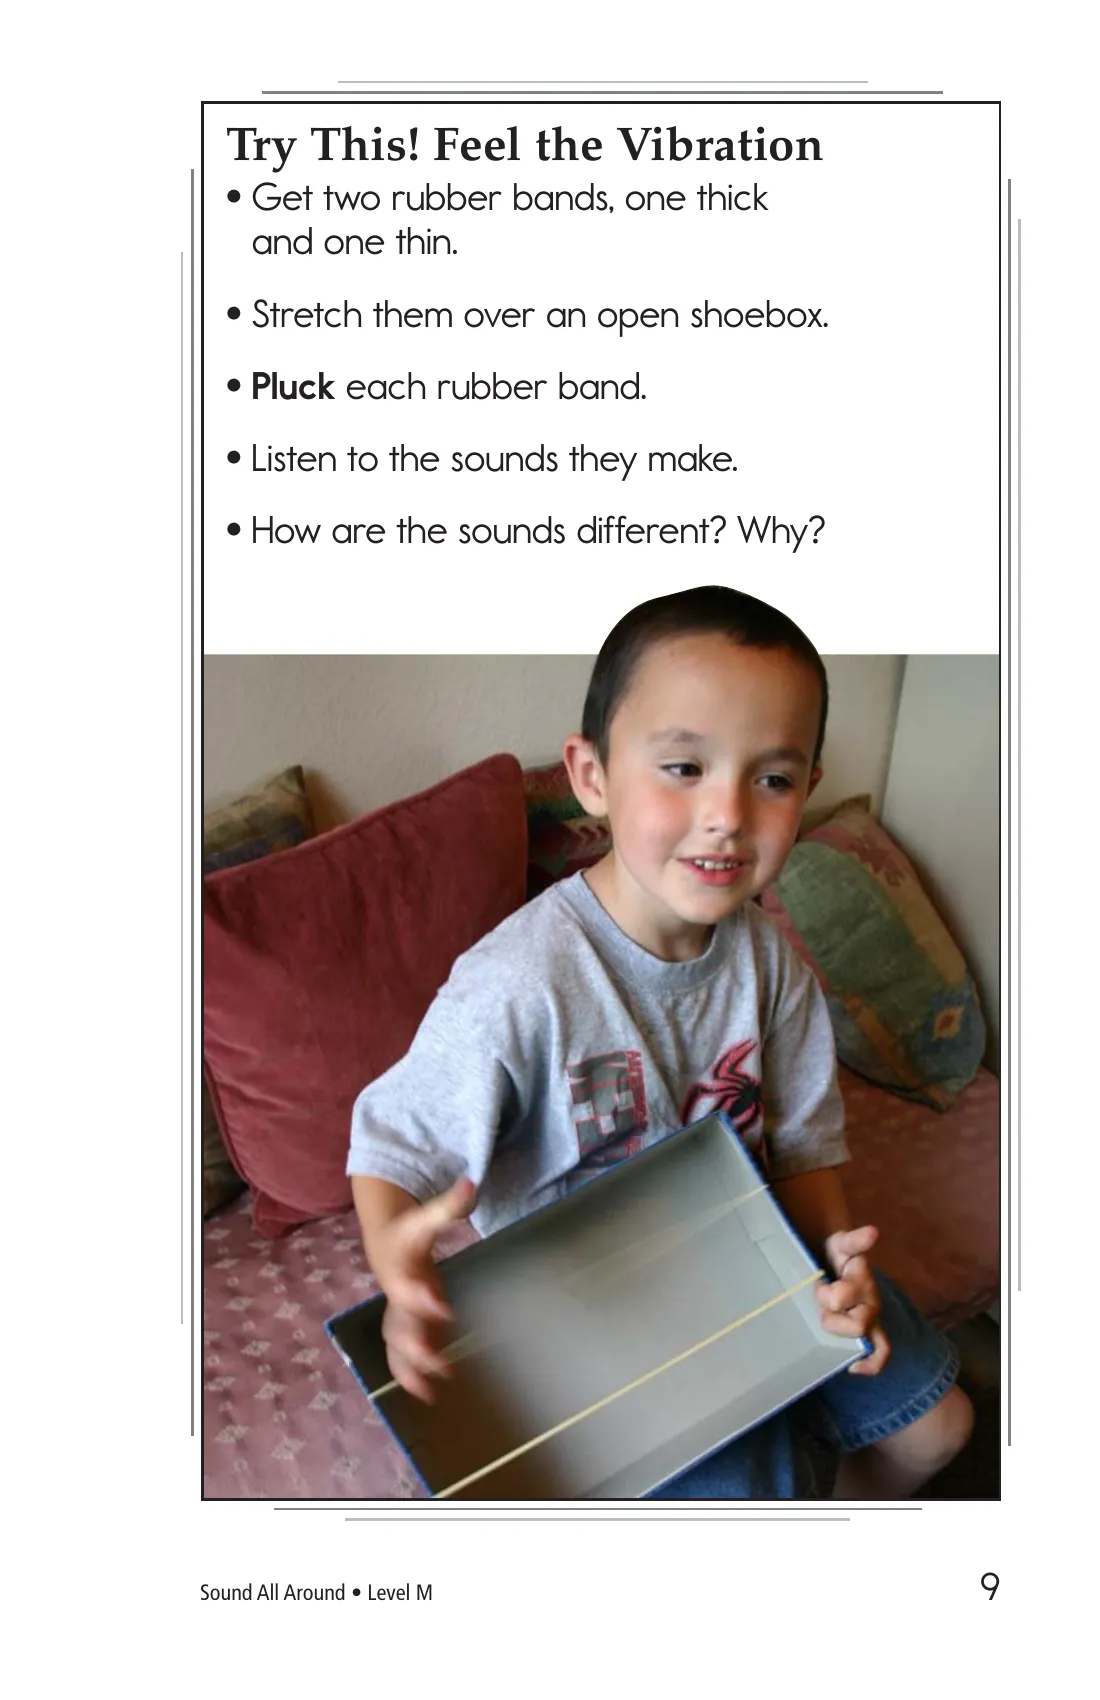 Try This! Feel the Vibration
• Get two rubber bands, one thick
and one thin.
• Stretch them over an open shoebox.
• Pluck each rubber band.
• Listen to the sounds they make.
• How are the sounds different? Why?
Sound All Around • Level M
9